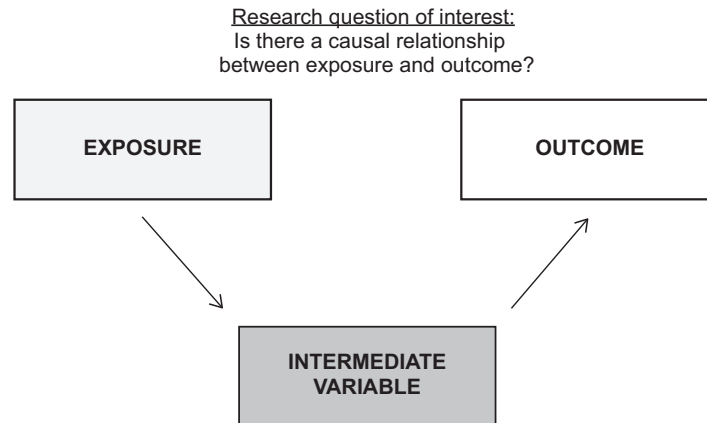 Research question of interest:
Is there a causal relationship
between exposure and outcome?
EXPOSURE
OUTCOME
INTERMEDIATE
VARIABLE